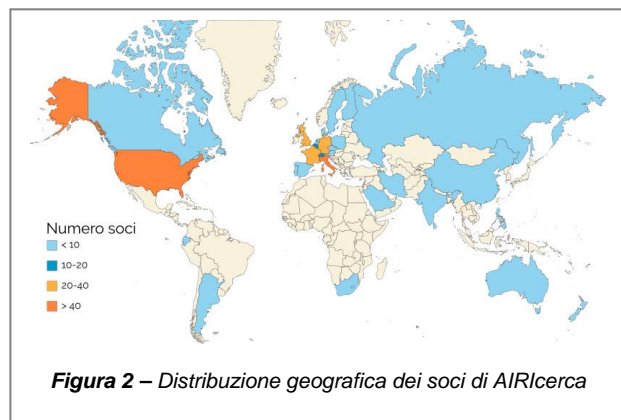 Numero soci
< 10
10-20
20-40
> 40
Figura 2 – Distribuzione geografica dei soci di AIRIcerca